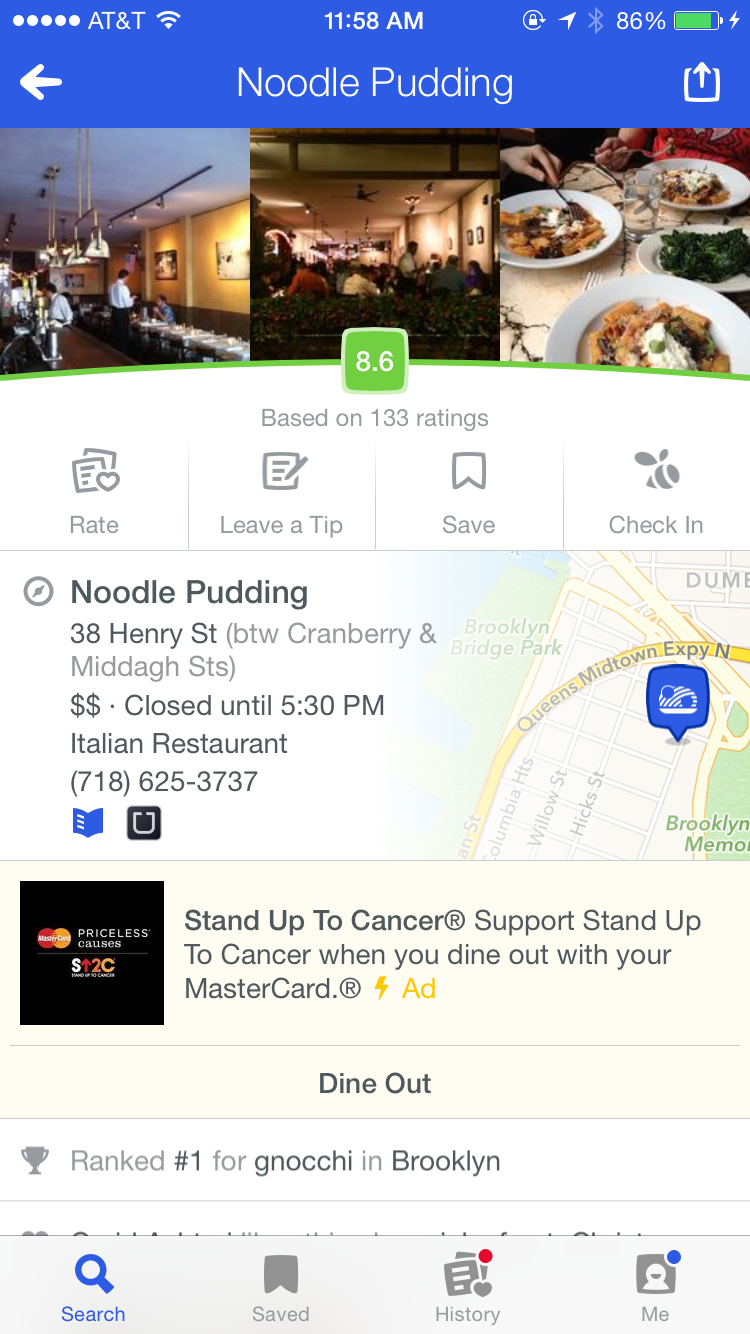 AT&T 11:58 AM 86%
Noodle Pudding
8.6
Based on 133 ratings
Rate Leave a Tip Save Check In
Noodle Pudding
38 Henry St (btw Cranberry &
Middagh Sts)
$$ · Closed until 5:30 PM
Italian Restaurant
(718) 625-3737
DUMB
Brooklyn
Bridge Park
Queens Midtown Expy N
Columbia Hts
Willow St
Hicks St
an St
Brooklyn
Memor
MasterCard PRICELESS®
causes
SU2C
STAND UP TO CANCER
Stand Up To Cancer® Support Stand Up
To Cancer when you dine out with your
MasterCard.® Ad
Dine Out
Ranked #1 for gnocchi in Brooklyn
Search Saved History Me